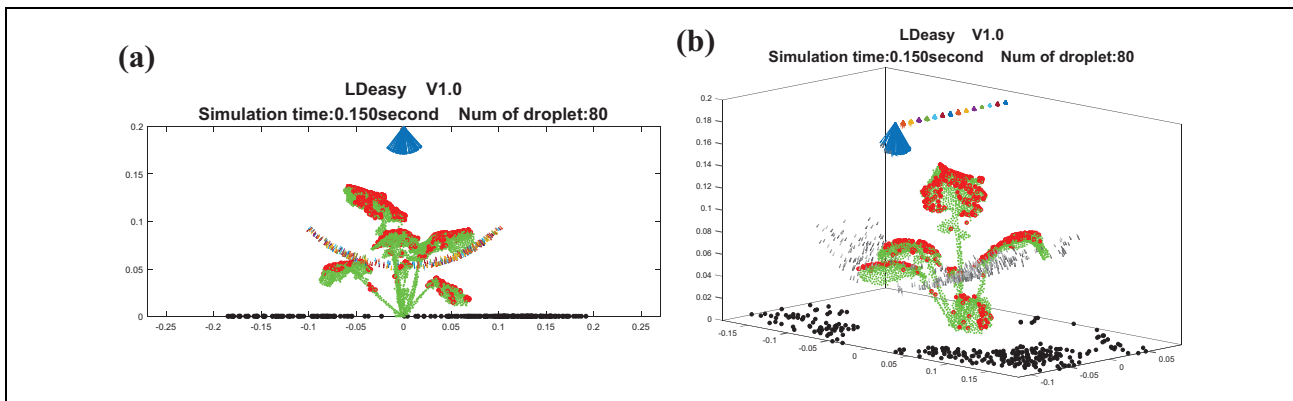 (a)
LDeasy V1.0
Simulation time:0.150second Num of droplet:80
0.2
0.15
0.1
0.05
0
-0.25 -0.2 -0.15 -0.1 -0.05 0 0.05 0.1 0.15 0.2 0.25
(b)
LDeasy V1.0
Simulation time:0.150second Num of droplet:80
0.2
0.18
0.16
0.14
0.12
0.1
0.08
0.06
0.04
0.02
0
-0.15 -0.1 -0.05 0 0.05 0.1 0.15
-0.1 -0.05 0 0.05